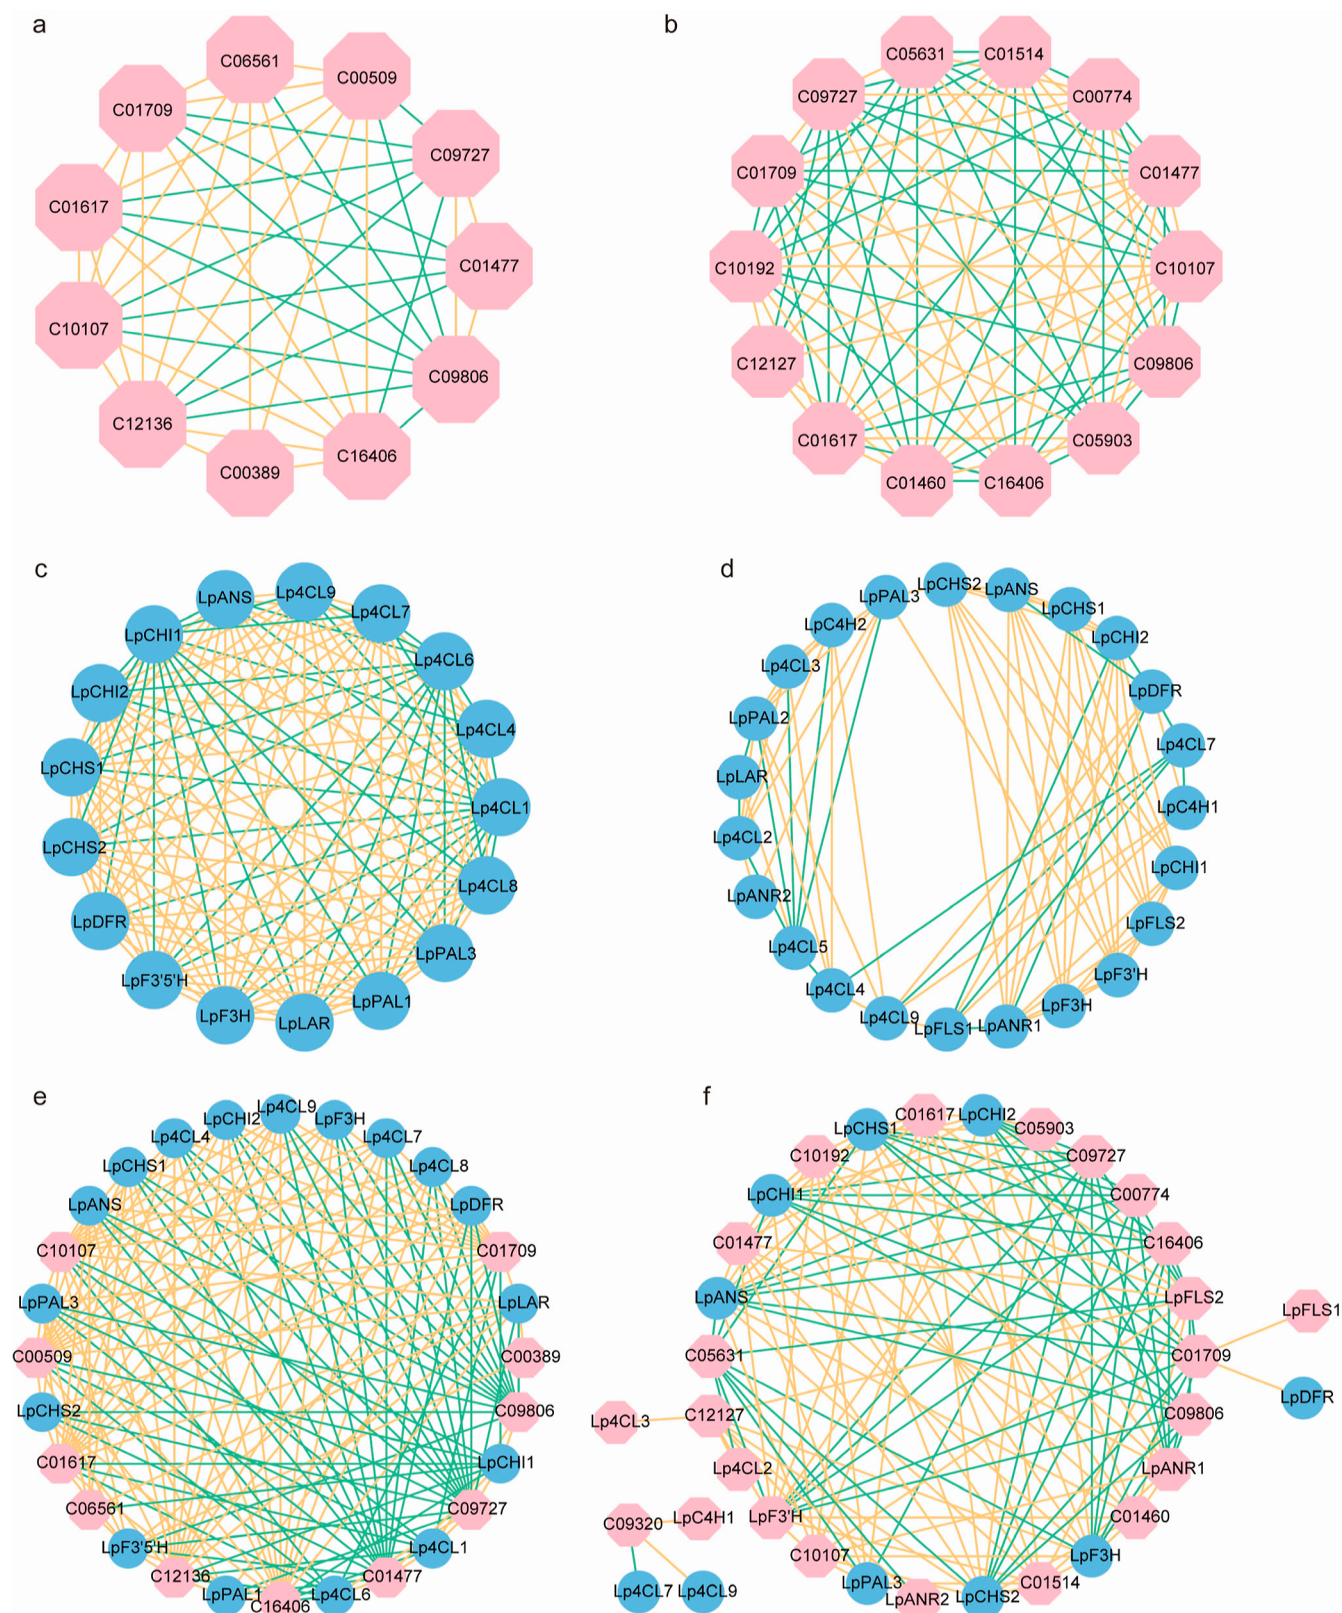 a
C06561
C00509
C01709
C09727
C01617
C01477
C10107
C09806
C12136
C16406
C00389
b
C05631
C01514
C09727
C00774
C01709
C01477
C10192
C10107
C12127
C09806
C01617
C05903
C01460
C16406
c
Lp4CL9
LpANS
Lp4CL7
LpCHI1
Lp4CL6
LpCHI2
Lp4CL4
LpCHS1
Lp4CL1
LpCHS2
Lp4CL8
LpDFR
LpPAL3
LpF3'5'H
LpPAL1
LpF3H
LpLAR
d
LpCHS2
LpANS
LpPAL3
LpCHS1
LpC4H2
LpCHI2
Lp4CL3
LpDFR
LpPAL2
Lp4CL7
LpLAR
LpC4H1
Lp4CL2
LpCHI1
LpANR2
LpFLS2
Lp4CL5
LpF3'H
Lp4CL4
LpF3H
Lp4CL9
LpFLS1
LpANR1
e
Lp4CL9
LpCHI2
LpF3H
Lp4CL4
Lp4CL7
LpCHS1
Lp4CL8
LpANS
LpDFR
C10107
C01709
LpPAL3
LpLAR
C00509
C00389
LpCHS2
C09806
C01617
LpCHI1
C06561
C09727
LpF3'5'H
Lp4CL1
C12136
C01477
LpPAL1
Lp4CL6
C16406
f
C01617
LpCHI2
LpCHS1
C05903
C10192
C09727
LpCHI1
C00774
C01477
C16406
LpANS
LpFLS2
LpFLS1
C05631
C01709
LpDFR
Lp4CL3
C12127
C09806
Lp4CL2
LpANR1
LpF3'H
C01460
C09320
LpC4H1
C10107
LpF3H
Lp4CL7
Lp4CL9
LpPAL3
C01514
LpANR2
LpCHS2